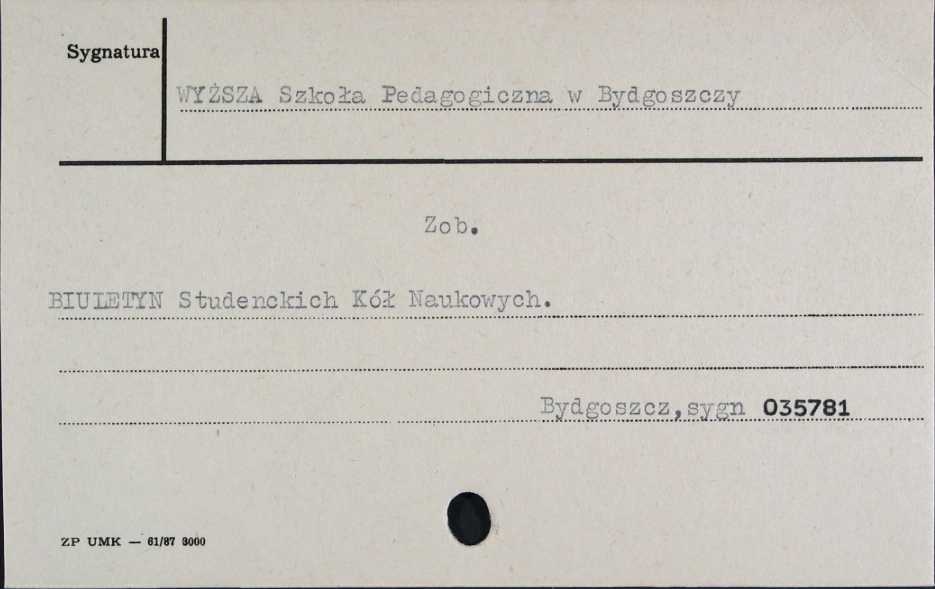 Sygnatura
WYŻSZA Szkoła Pedagogiczna w Bydgoszczy
Zob.
BIULETYN Studenckich Kół Naukowych.
Bydgoszcz,sygn 035781
ZP UMK — 61/87 3000